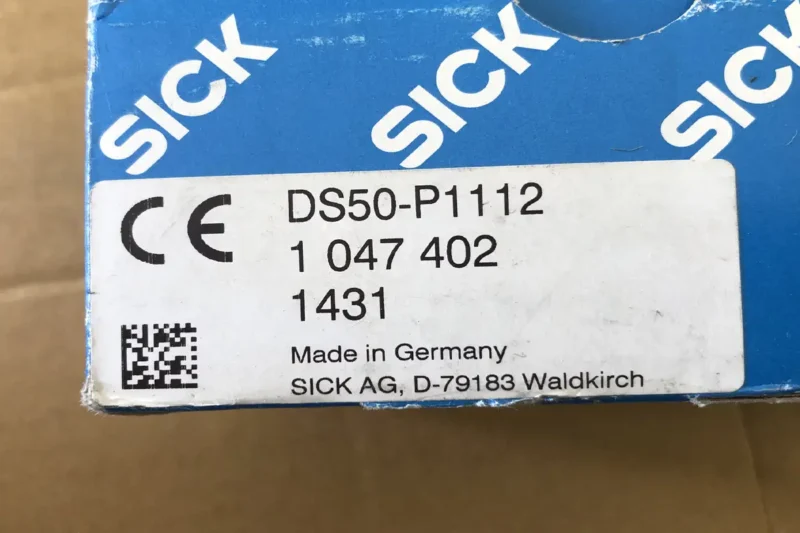 SICK
SICK
SICK
CE
DS50-P1112
1 047 402
1431
Made in Germany
SICK AG, D-79183 Waldkirch